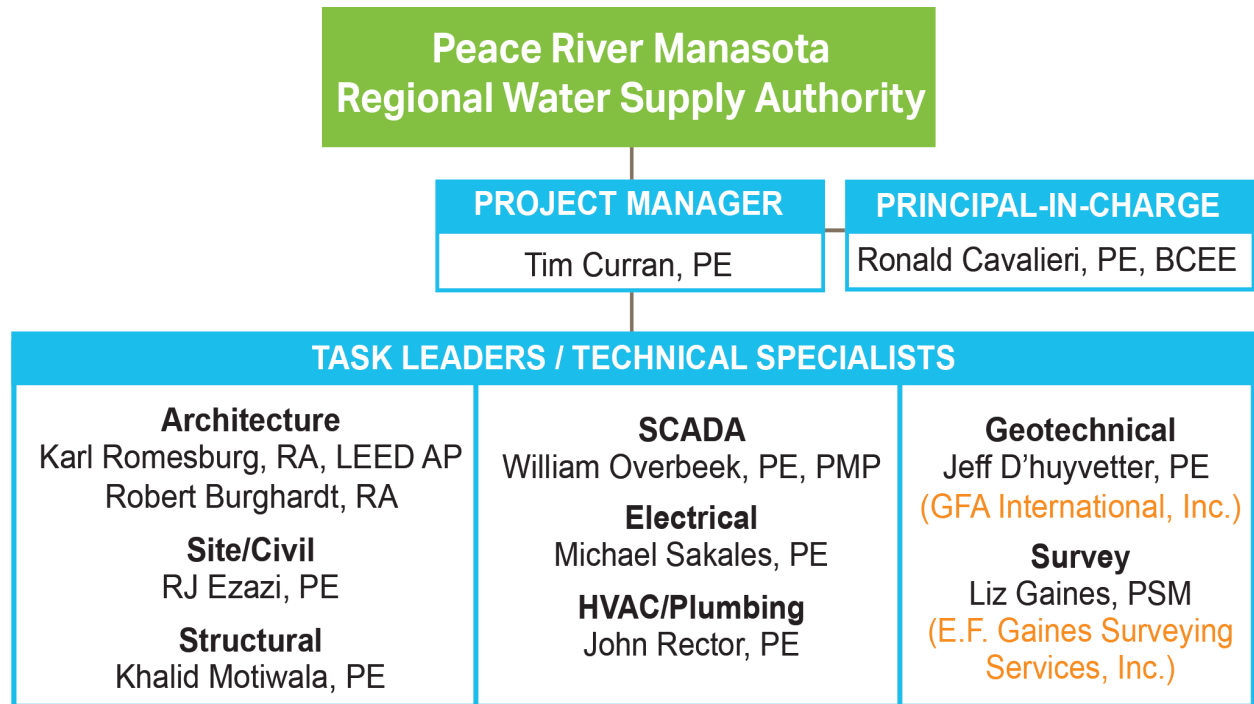 Peace River Manasota
Regional Water Supply Authority
PROJECT MANAGER
Tim Curran, PE
PRINCIPAL-IN-CHARGE
Ronald Cavalieri, PE, BCEE
TASK LEADERS / TECHNICAL SPECIALISTS
Architecture
Karl Romesburg, RA, LEED AP
Robert Burghardt, RA
Site/Civil
RJ Ezazi, PE
Structural
Khalid Motiwala, PE
SCADA
William Overbeek, PE, PMP
Electrical
Michael Sakales, PE
HVAC/Plumbing
John Rector, PE
Geotechnical
Jeff D’huyvetter, PE
(GFA International, Inc.)
Survey
Liz Gaines, PSM
(E.F. Gaines Surveying
Services, Inc.)